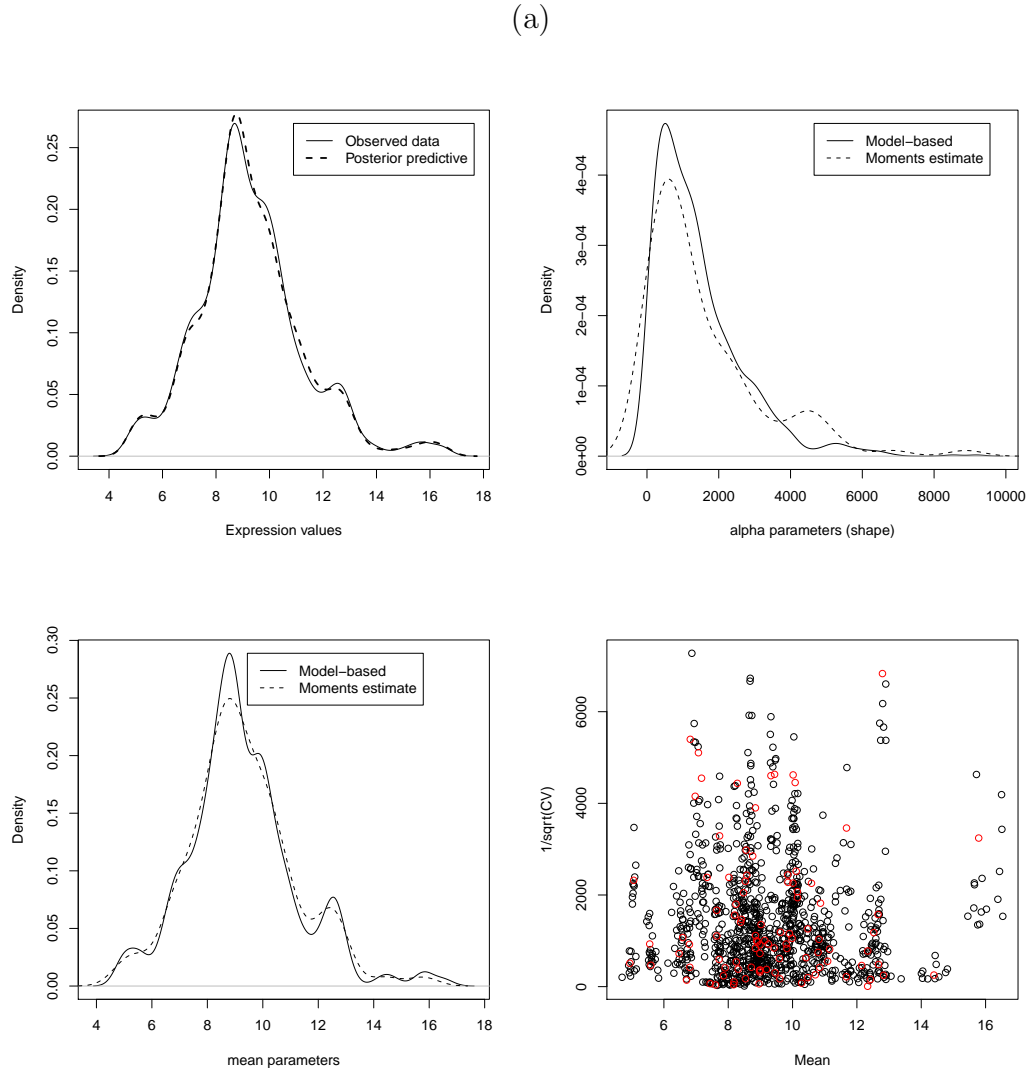 (a)
Observed data
Posterior predictive
Density
0.00 0.05 0.10 0.15 0.20 0.25
4 6 8 10 12 14 16 18
Expression values
Model−based
Moments estimate
Density
0e+00 1e−04 2e−04 3e−04 4e−04
0 2000 4000 6000 8000 10000
alpha parameters (shape)
Model−based
Moments estimate
Density
0.00 0.05 0.10 0.15 0.20 0.25 0.30
4 6 8 10 12 14 16 18
mean parameters
1/sqrt(CV)
0 2000 4000 6000
6 8 10 12 14 16
Mean